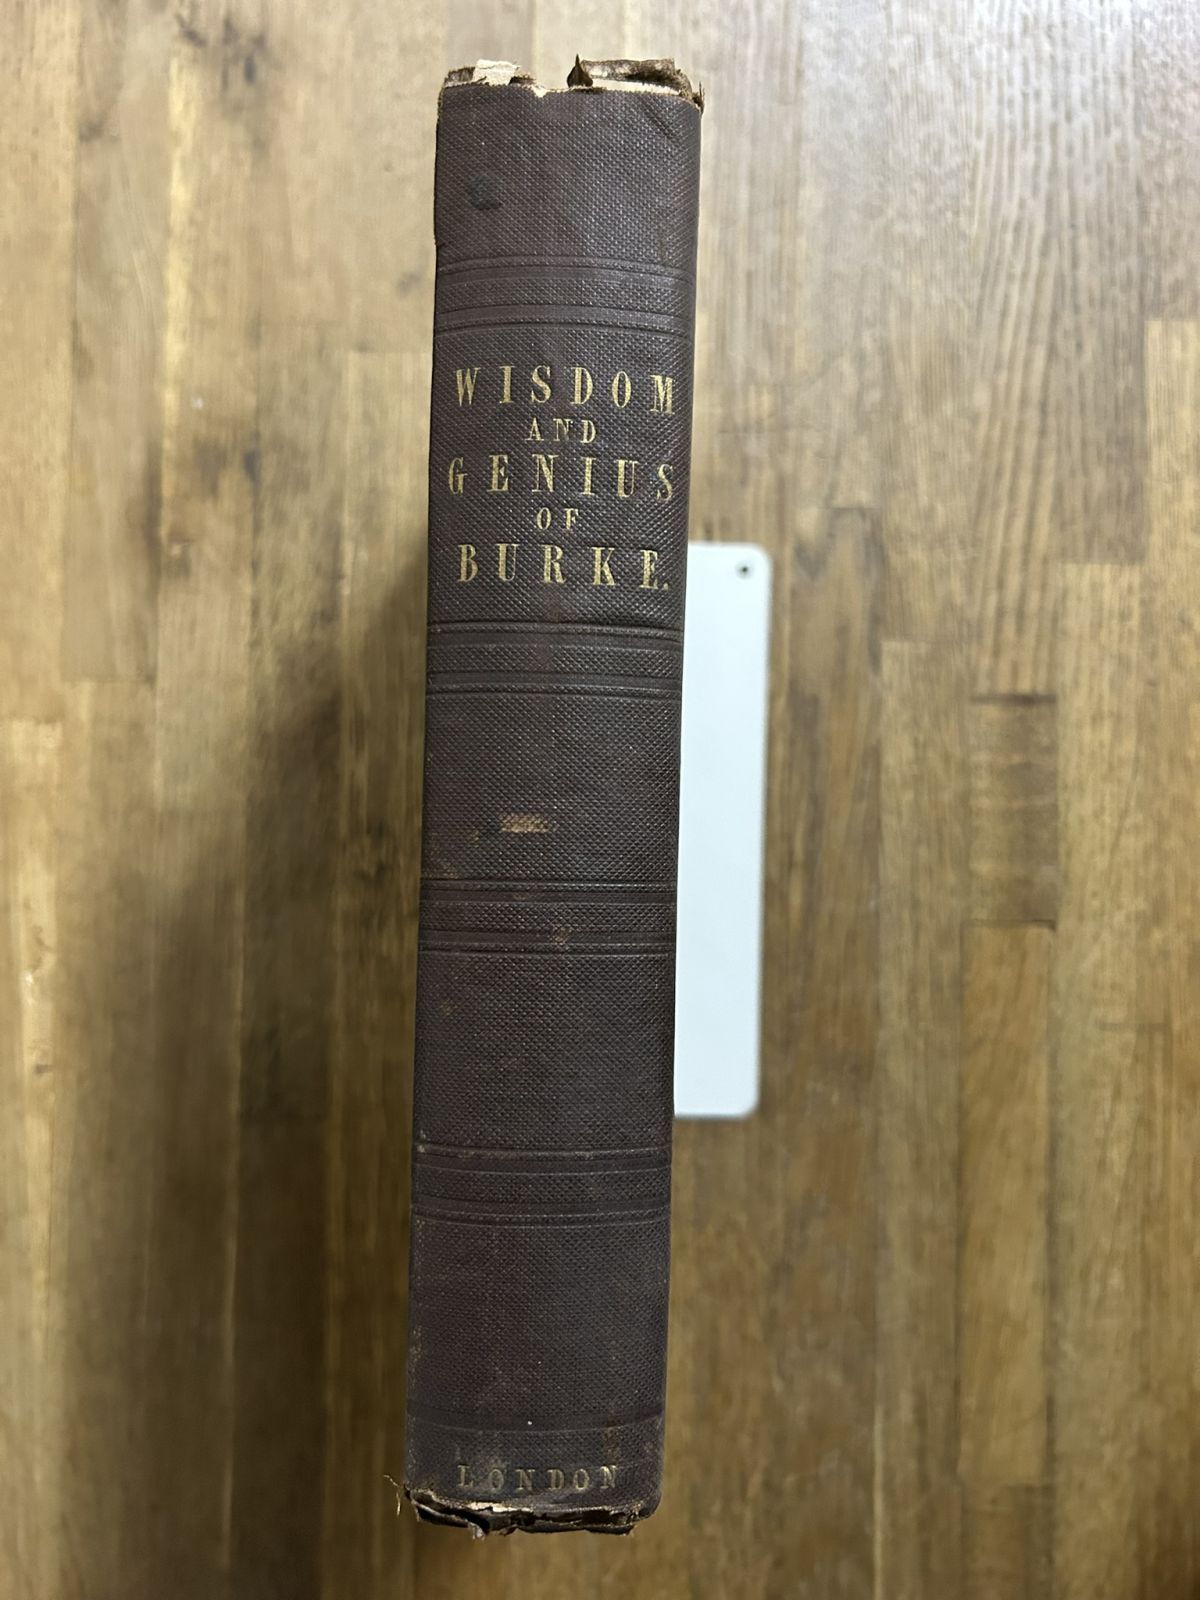 WISDOM
AND
GENIUS
OF
BURKE.
LONDON